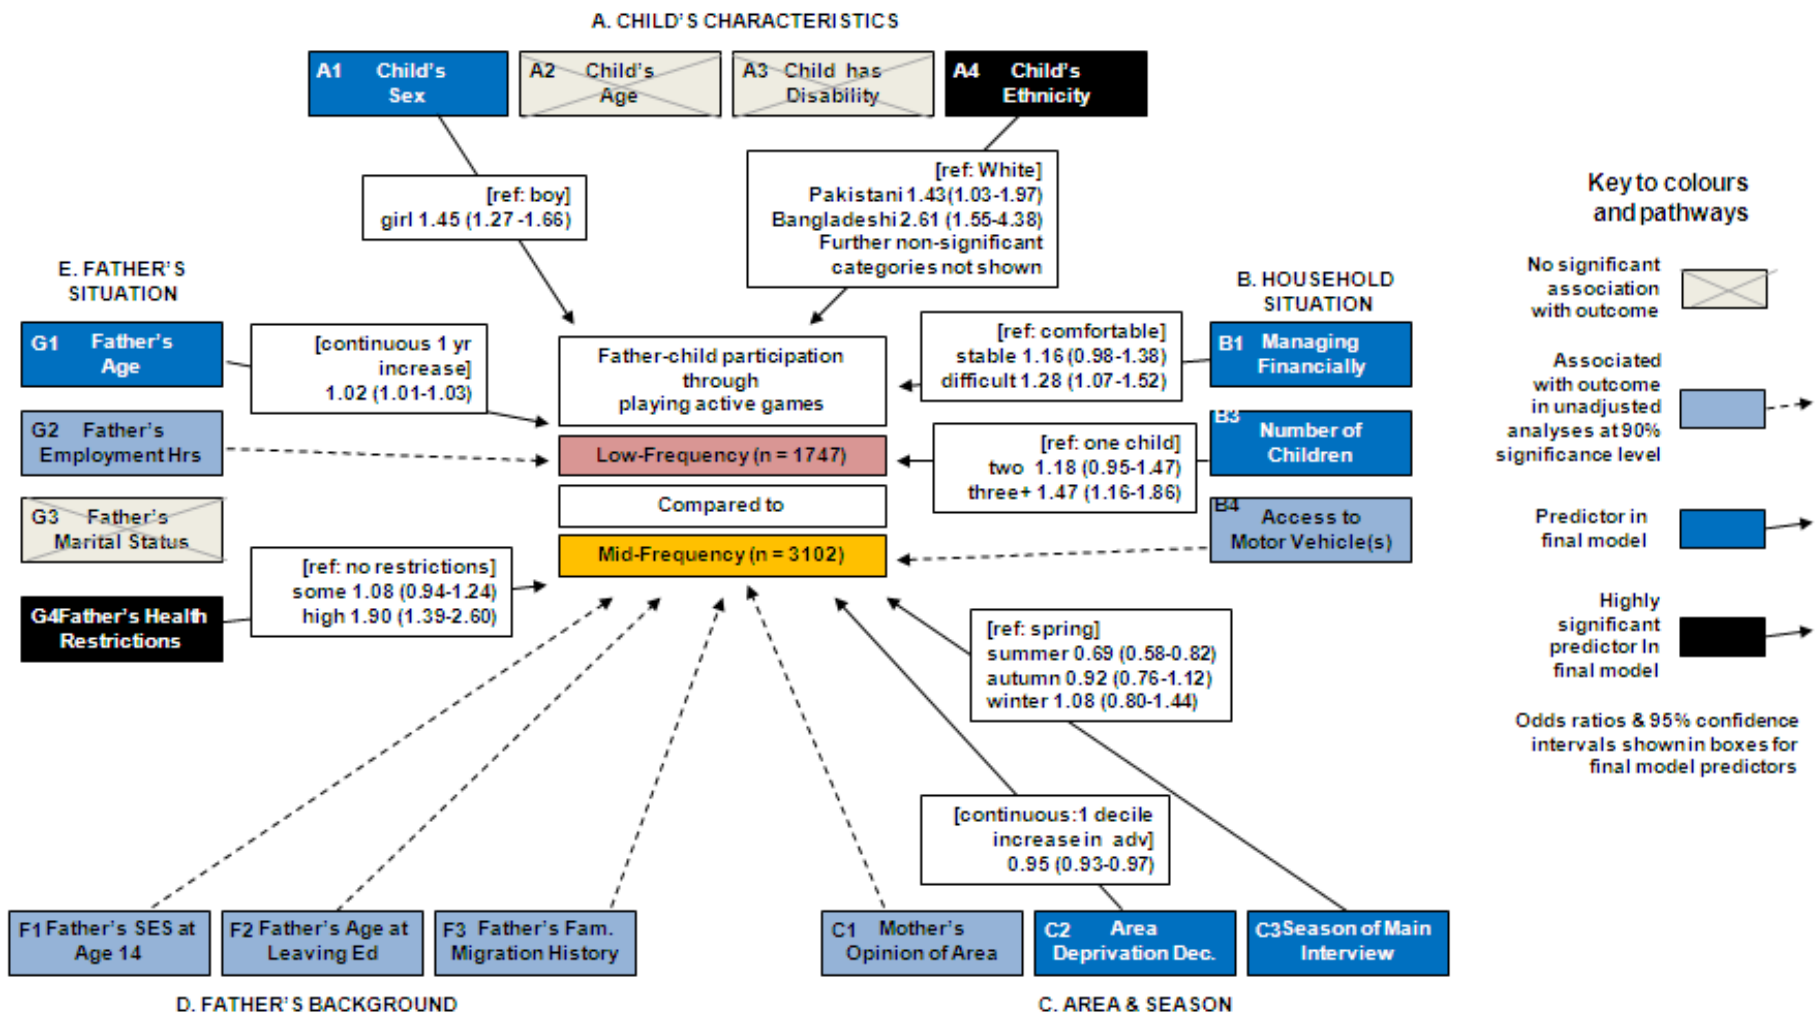 A. CHILD'S CHARACTERISTICS
A1 Child's
Sex
A2 Child's
Age
A3 Child has
Disability
A4 Child's
Ethnicity
[ref: boy]
girl 1.45 (1.27 -1.66)
[ref: White]
Pakistani 1.43(1.03-1.97)
Bangladeshi 2.61 (1.55-4.38)
Further non-significant
categories not shown
E. FATHER'S
SITUATION
G1 Father's
Age
G2 Father's
Employment Hrs
G3 Father's
Marital Status
G4Father's Health
Restrictions
[continuous 1 yr
increase]
1.02 (1.01-1.03)
[ref: no restrictions]
some 1.08 (0.94-1.24)
high 1.90 (1.39-2.60)
Father-child participation
through
playing active games
Low-Frequency (n = 1747)
Compared to
Mid-Frequency (n = 3102)
B. HOUSEHOLD
SITUATION
[ref: comfortable]
stable 1.16 (0.98-1.38)
difficult 1.28 (1.07-1.52)
B1 Managing
Financially
[ref: one child]
two 1.18 (0.95-1.47)
three+ 1.47 (1.16-1.86)
B3
Number of
Children
B4
Access to
Motor Vehicle(s)
[ref: spring]
summer 0.69 (0.58-0.82)
autumn 0.92 (0.76-1.12)
winter 1.08 (0.80-1.44)
[continuous:1 decile
increase in adv]
0.95 (0.93-0.97)
F1 Father's SES at
Age 14
F2 Father's Age at
Leaving Ed
F3 Father's Fam.
Migration History
C1 Mother's
Opinion of Area
C2 Area
Deprivation Dec.
C3Season of Main
Interview
D. FATHER'S BACKGROUND
C. AREA & SEASON
Key to colours
and pathways
No significant
association
with outcome
Associated
with outcome
in unadjusted
analyses at 90%
significance level
Predictor in
final model
Highly
significant
predictor In
final model
Odds ratios & 95% confidence
intervals shown in boxes for
final model predictors